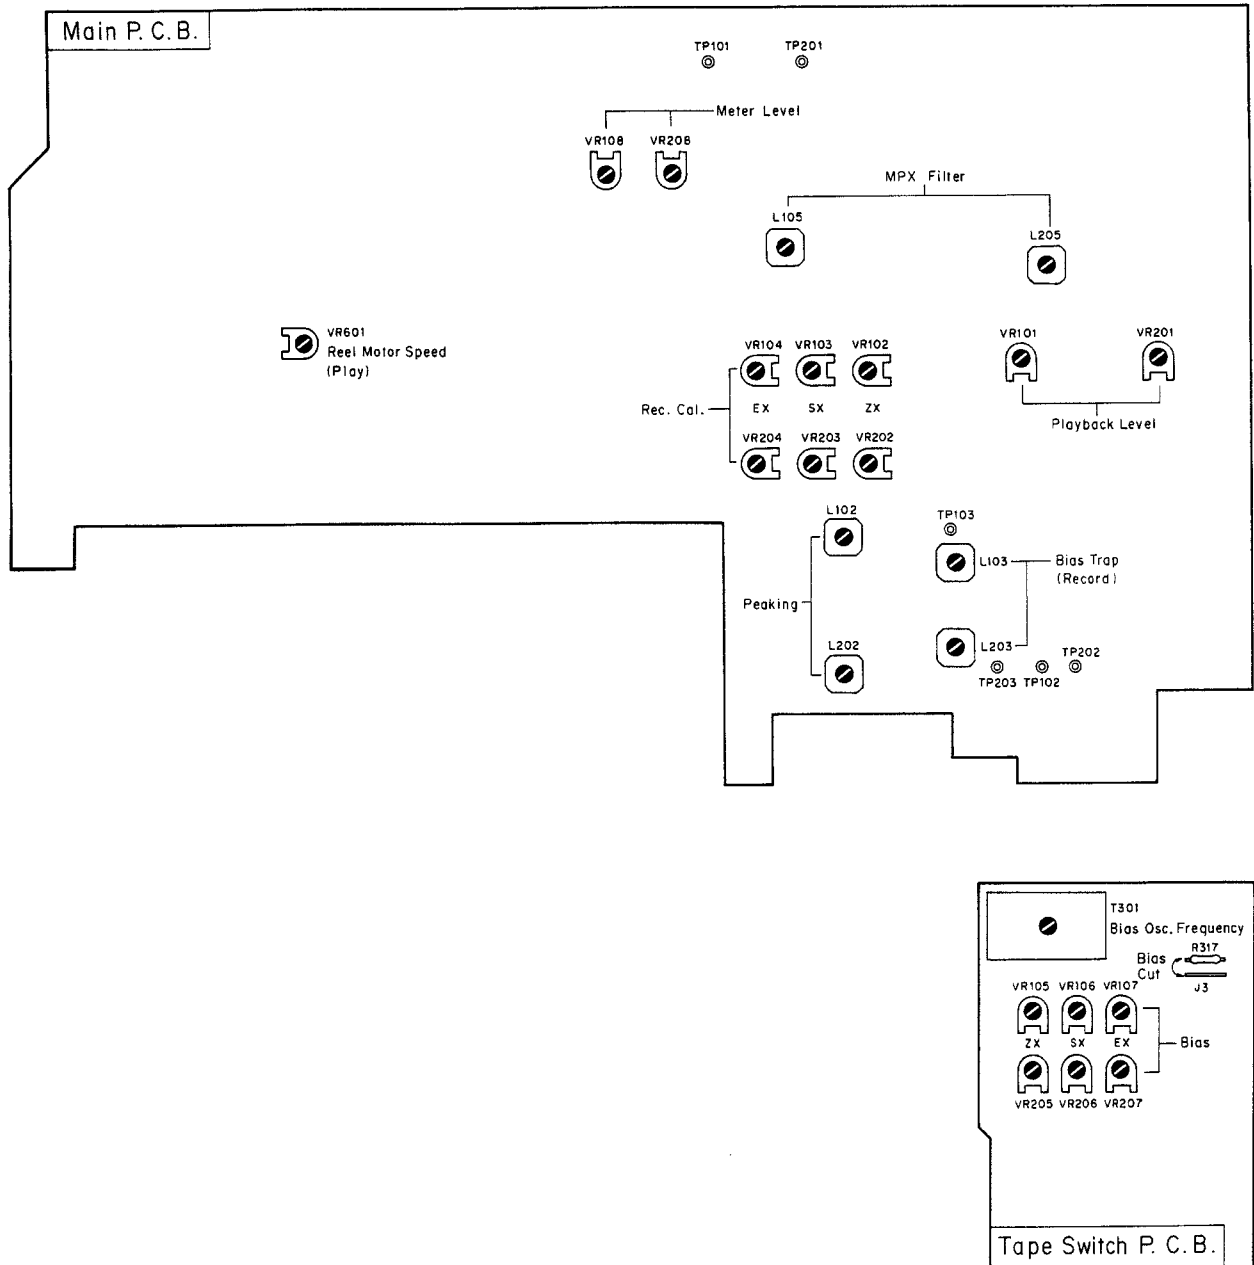 Main P. C. B.
TP101 TP201
Meter Level
VR108 VR208
MPX Filter
L105
L205
VR601
Reel Motor Speed
(Play)
VR104 VR103 VR102
VR101 VR201
Rec. Cal.
EX SX ZX
Playback Level
VR204 VR203 VR202
L102
TP103
L103
Bias Trap
(Record)
Peaking
L202
L203
TP202
TP203 TP102
T301
Bias Osc. Frequency
R317
Bias
Cut
J3
VR105 VR106 VR107
ZX SX EX
Bias
VR205 VR206 VR207
Tape Switch P. C. B.